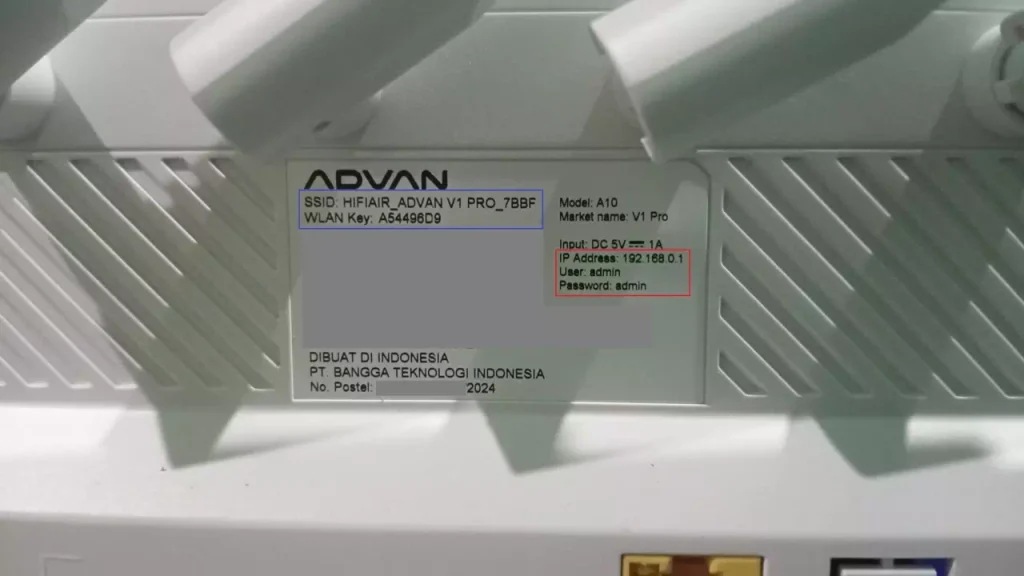 ADVAN
SSID: HIFIAIR_ADVAN V1 PRO_7BBF
WLAN Key: A54496D9
Model: A10
Market name: V1 Pro
Input: DC 5V ⎓ 1A
IP Address: 192.168.0.1
User: admin
Password: admin
DIBUAT DI INDONESIA
PT. BANGGA TEKNOLOGI INDONESIA
No. Postel: 2024